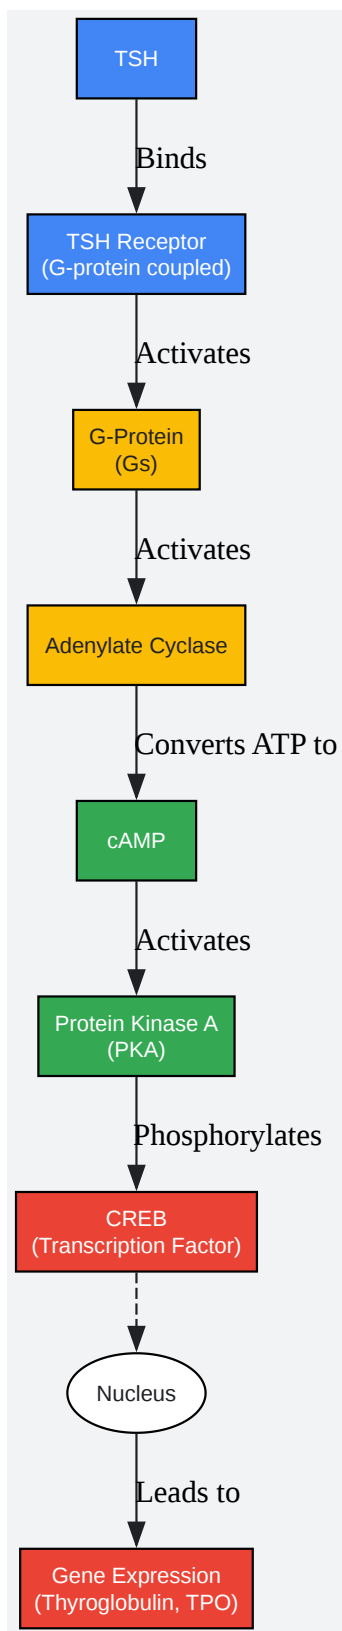 TSH
Binds
TSH Receptor
(G-protein coupled)
Activates
G-Protein
(Gs)
Activates
Adenylate Cyclase
Converts ATP to
cAMP
Activates
Protein Kinase A
(PKA)
Phosphorylates
CREB
(Transcription Factor)
Nucleus
Leads to
Gene Expression
(Thyroglobulin, TPO)